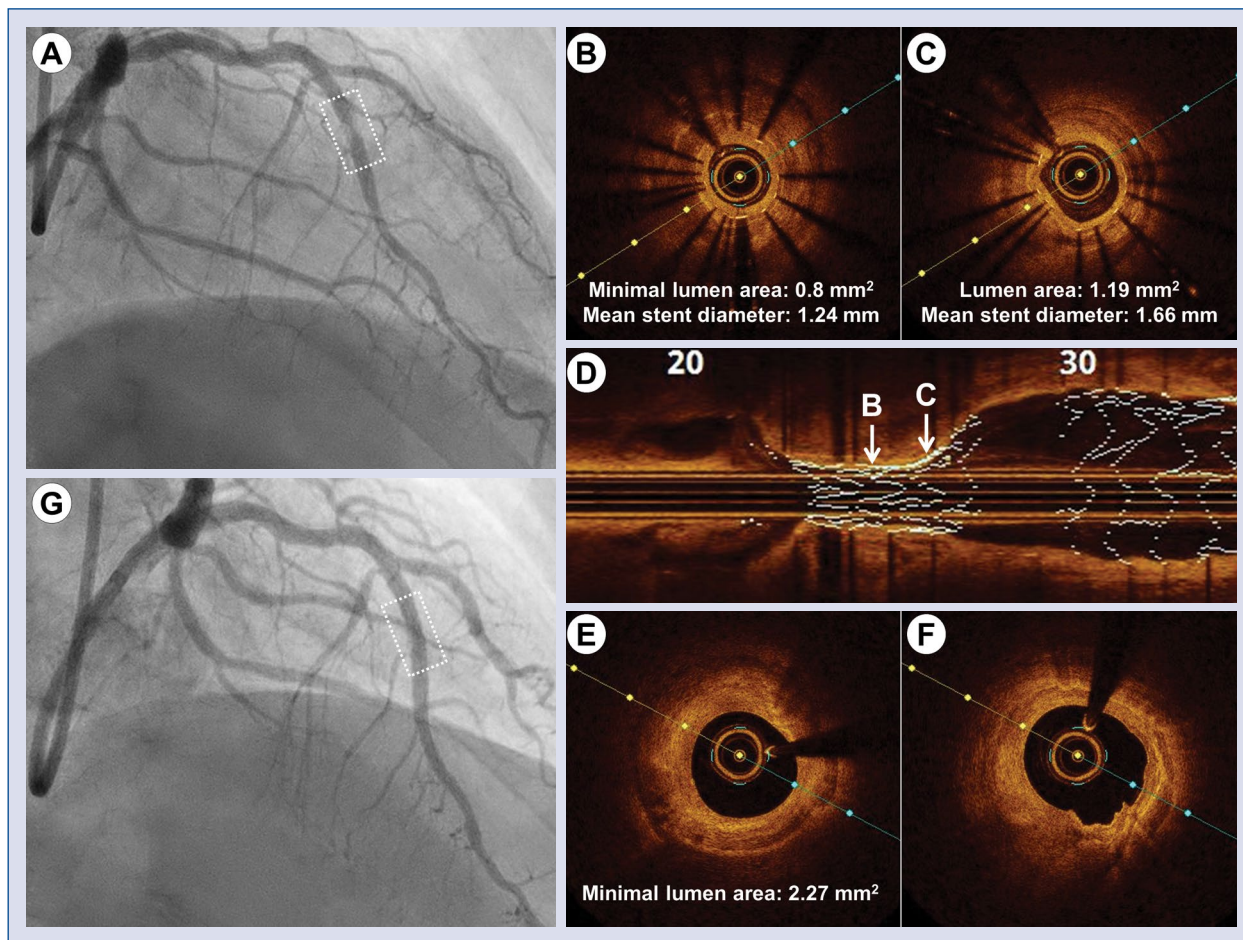 A
B
Minimal lumen area: 0.8 mm²
Mean stent diameter: 1.24 mm
C
Lumen area: 1.19 mm²
Mean stent diameter: 1.66 mm
D
20
30
B
C
G
E
Minimal lumen area: 2.27 mm²
F